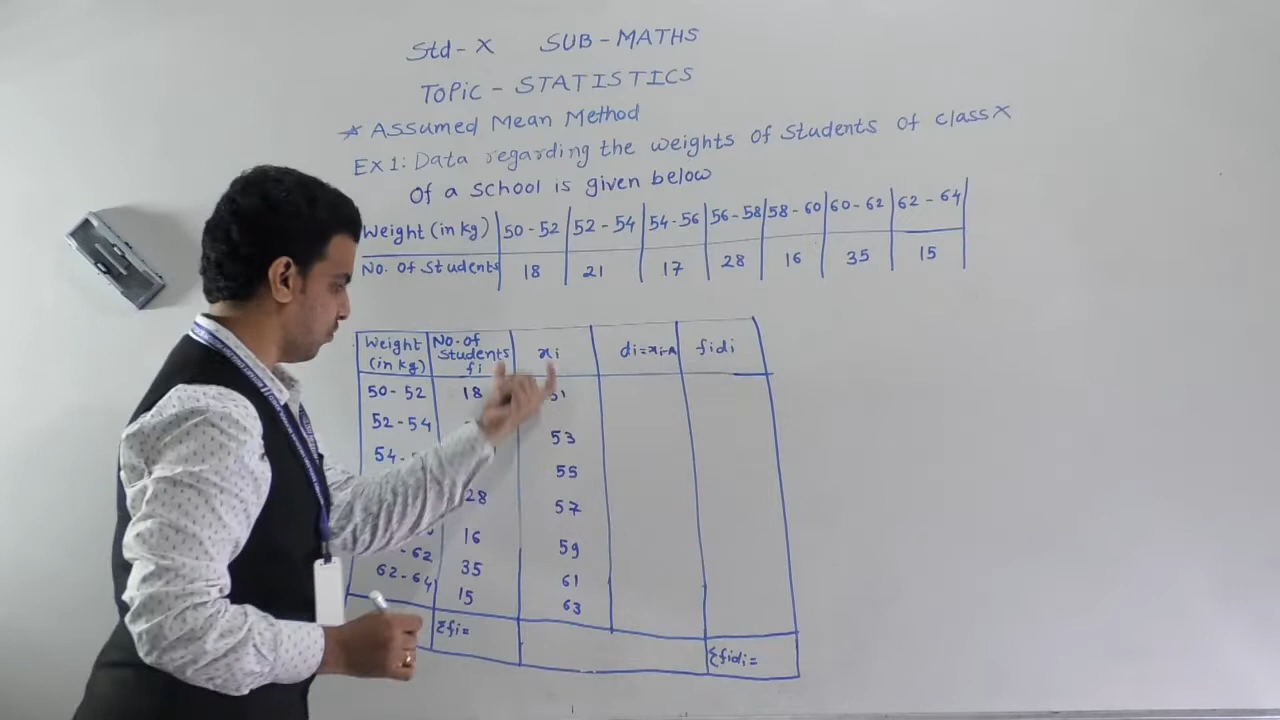 Std - X SUB - MATHS
TOPiC - STATISTICS
* Assumed Mean Method
Ex 1: Data regarding the weights of Students of class X
Of a school is given below
Weight (in kg) 50 - 52 52 - 54 54 - 56 56 - 58 58 - 60 60 - 62 62 - 64
No. Of Students 18 21 17 28 16 35 15
Weight (in kg) No. of Students fi xi di = xi - A fidi
50 - 52 18 51
52 - 54 53
54 - 55
28 57
16 59
- 62 35 61
62 - 64 15 63
Σfi =
Σfidi =